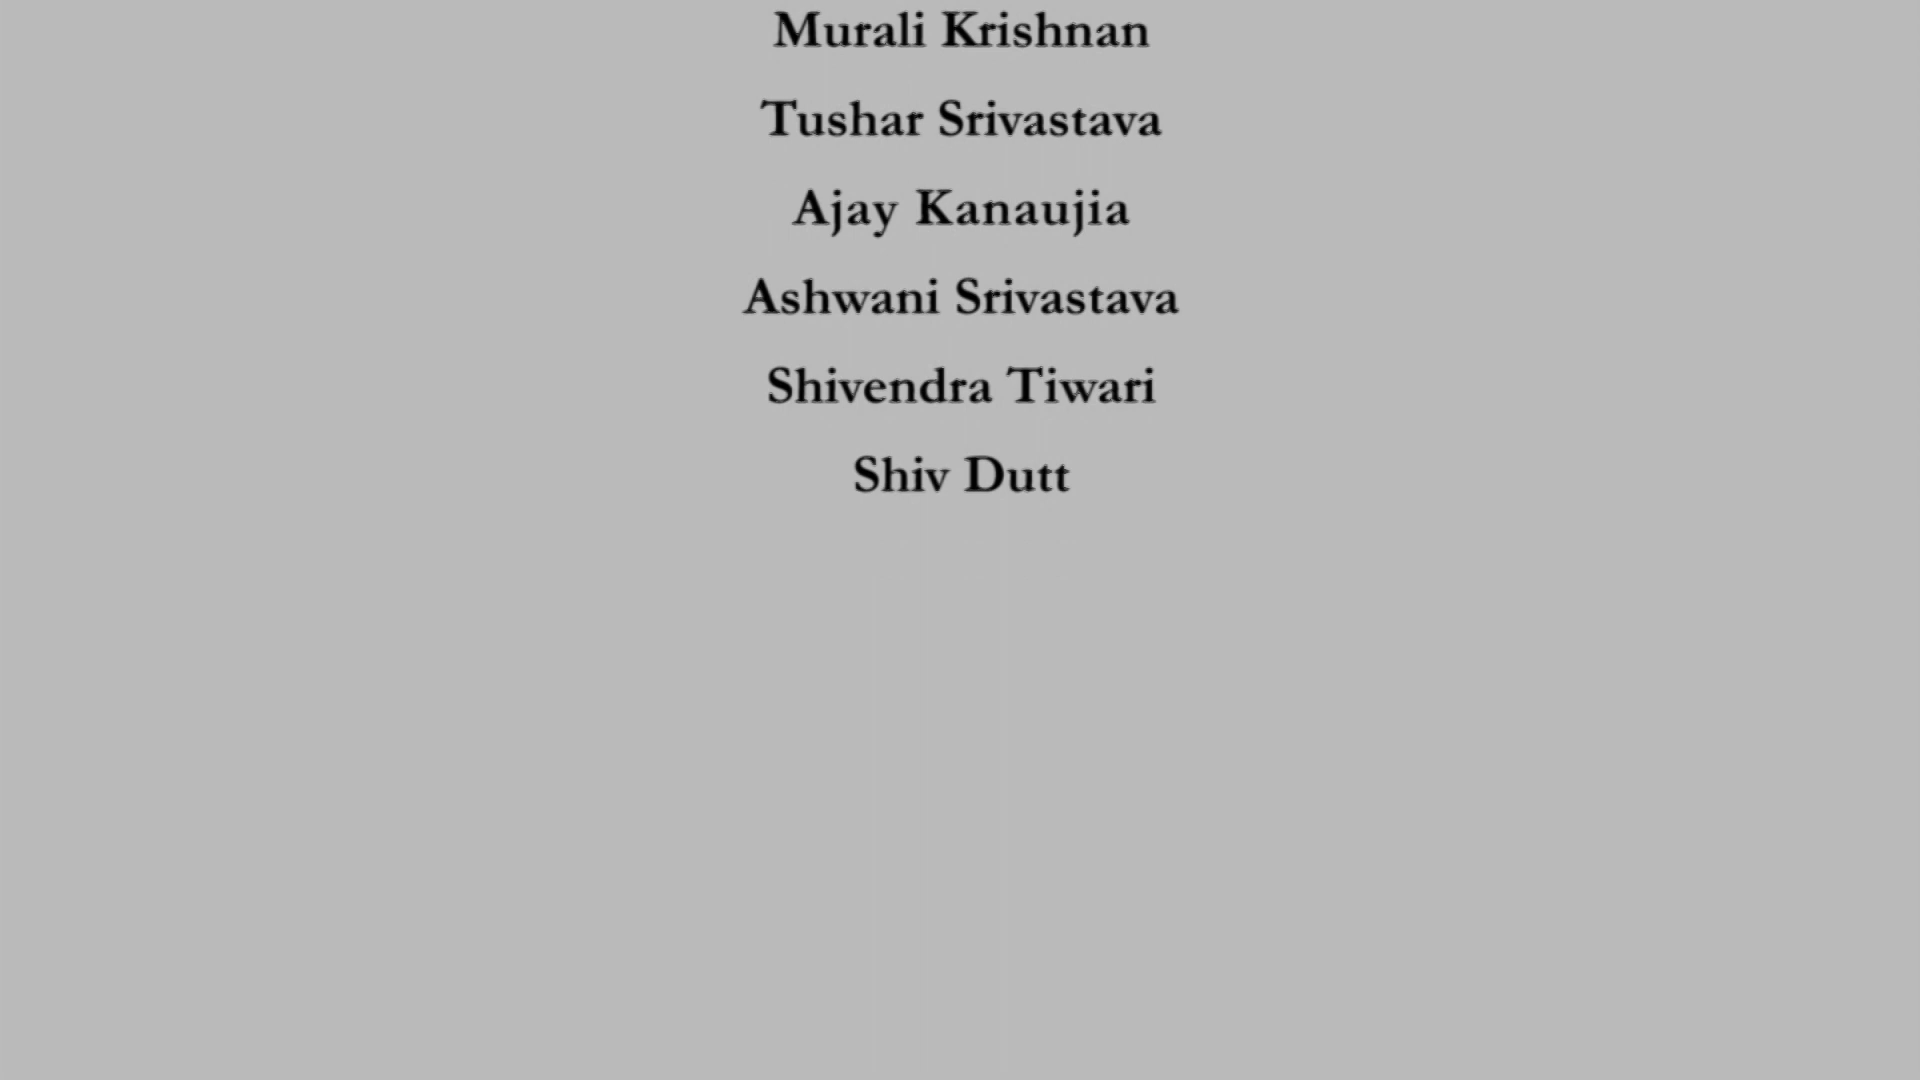 Murali Krishnan
Tushar Srivastava
Ajay Kanaujia
Ashwani Srivastava
Shivendra Tiwari
Shiv Dutt